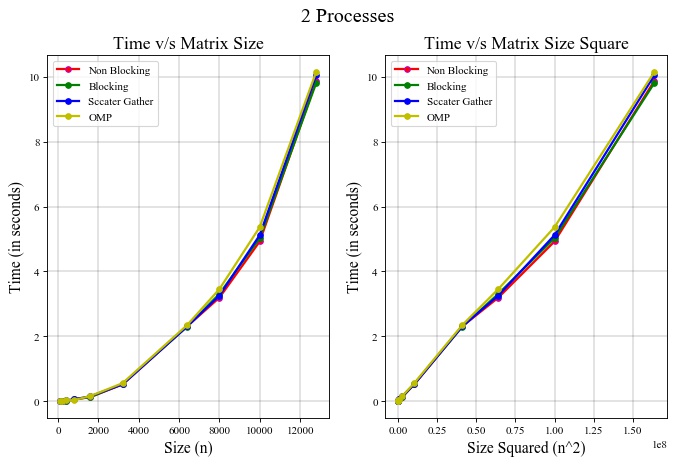 2 Processes
Time v/s Matrix Size
Non Blocking
Blocking
Sccater Gather
OMP
10
8
6
4
2
0
Time (in seconds)
0 2000 4000 6000 8000 10000 12000
Size (n)
Time v/s Matrix Size Square
Non Blocking
Blocking
Sccater Gather
OMP
10
8
6
4
2
0
Time (in seconds)
0.00 0.25 0.50 0.75 1.00 1.25 1.50
1e8
Size Squared (n^2)